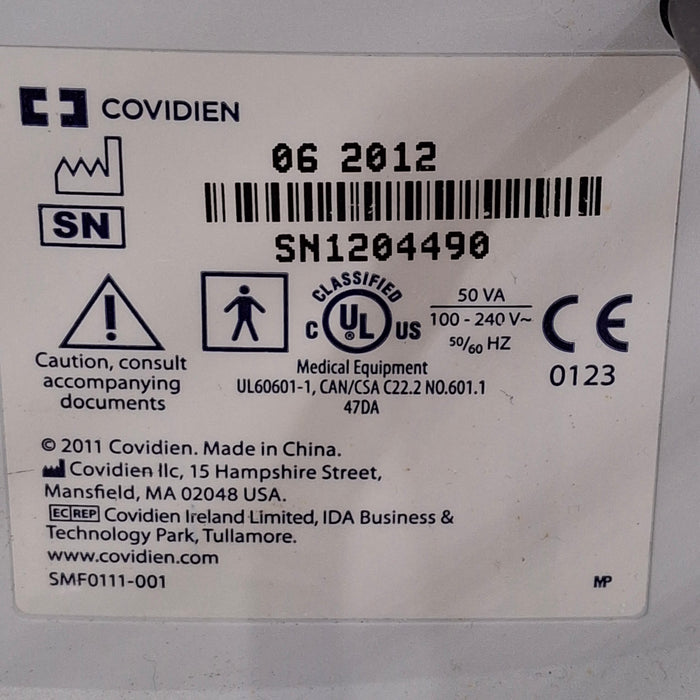 COVIDIEN
06 2012
SN
SN1204490
CLASSIFIED
C UL US
®
50 VA
100 - 240 V~
50/60 HZ
CE
0123
Caution, consult
accompanying
documents
Medical Equipment
UL60601-1, CAN/CSA C22.2 NO.601.1
47DA
© 2011 Covidien. Made in China.
Covidien llc, 15 Hampshire Street,
Mansfield, MA 02048 USA.
EC REP Covidien Ireland Limited, IDA Business &
Technology Park, Tullamore.
www.covidien.com
SMF0111-001
MP